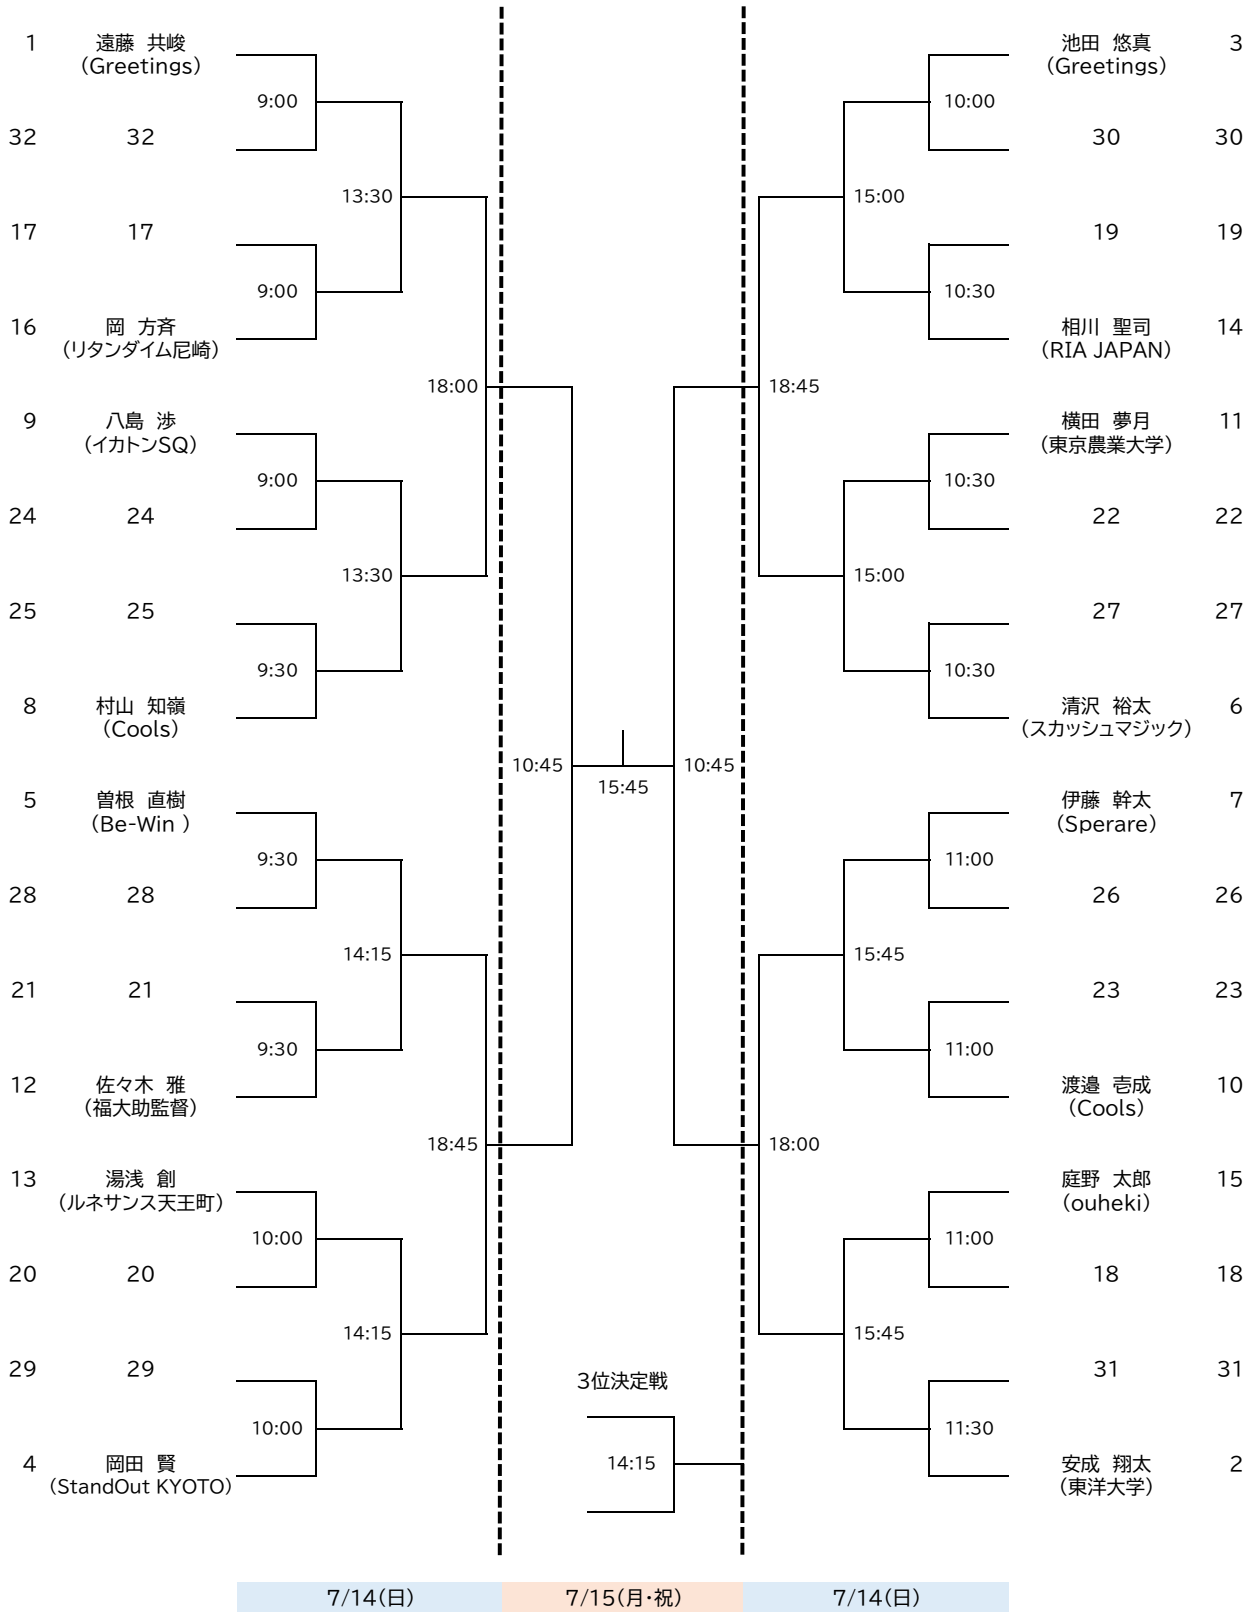 1 遠藤 共峻
(Greetings)
9:00
32 32
13:30
17 17
9:00
16 岡 方斉
(リタンダイム尼崎)
18:00
9 八島 渉
(イカトンSQ)
9:00
24 24
13:30
25 25
9:30
8 村山 知嶺
(Cools)
10:45
5 曽根 直樹
(Be-Win )
9:30
28 28
14:15
21 21
9:30
12 佐々木 雅
(福大助監督)
18:45
13 湯浅 創
(ルネサンス天王町)
10:00
20 20
14:15
29 29
10:00
4 岡田 賢
(StandOut KYOTO)
15:45
3位決定戦
14:15
池田 悠真 3
(Greetings)
10:00
30 30
15:00
19 19
10:30
相川 聖司 14
(RIA JAPAN)
18:45
横田 夢月 11
(東京農業大学)
10:30
22 22
15:00
27 27
10:30
清沢 裕太 6
(スカッシュマジック)
10:45
伊藤 幹太 7
(Sperare)
11:00
26 26
15:45
23 23
11:00
渡邉 壱成 10
(Cools)
18:00
庭野 太郎 15
(ouheki)
11:00
18 18
15:45
31 31
11:30
安成 翔太 2
(東洋大学)
7/14(日) 7/15(月・祝) 7/14(日)